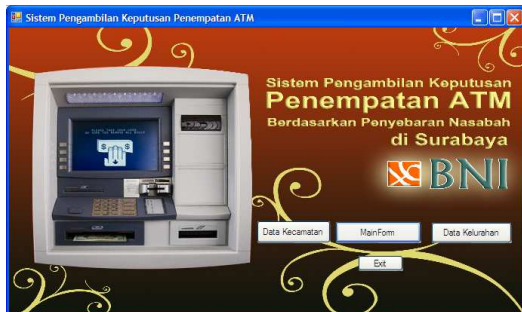 Sistem Pengambilan Keputusan Penempatan ATM
Sistem Pengambilan Keputusan
Penempatan ATM
Berdasarkan Penyebaran Nasabah
di Surabaya
BNI
Data Kecamatan
MainForm
Data Kelurahan
Exit